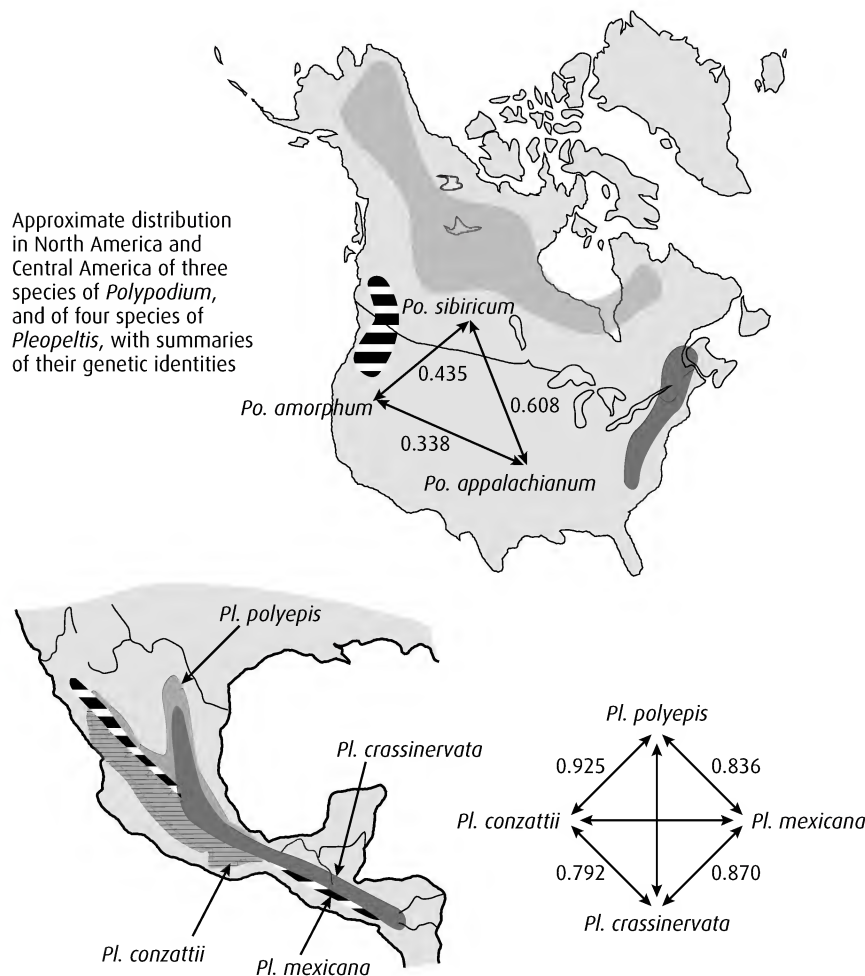 Approximate distribution
in North America and
Central America of three
species of Polypodium,
and of four species of
Pleopeltis, with summaries
of their genetic identities
Po. sibiricum
0.435
0.608
Po. amorphum
0.338
Po. appalachianum
Pl. polyepis
Pl. crassinervata
Pl. conzattii
Pl. mexicana
Pl. polyepis
0.925
0.836
Pl. conzattii
Pl. mexicana
0.792
0.870
Pl. crassinervata